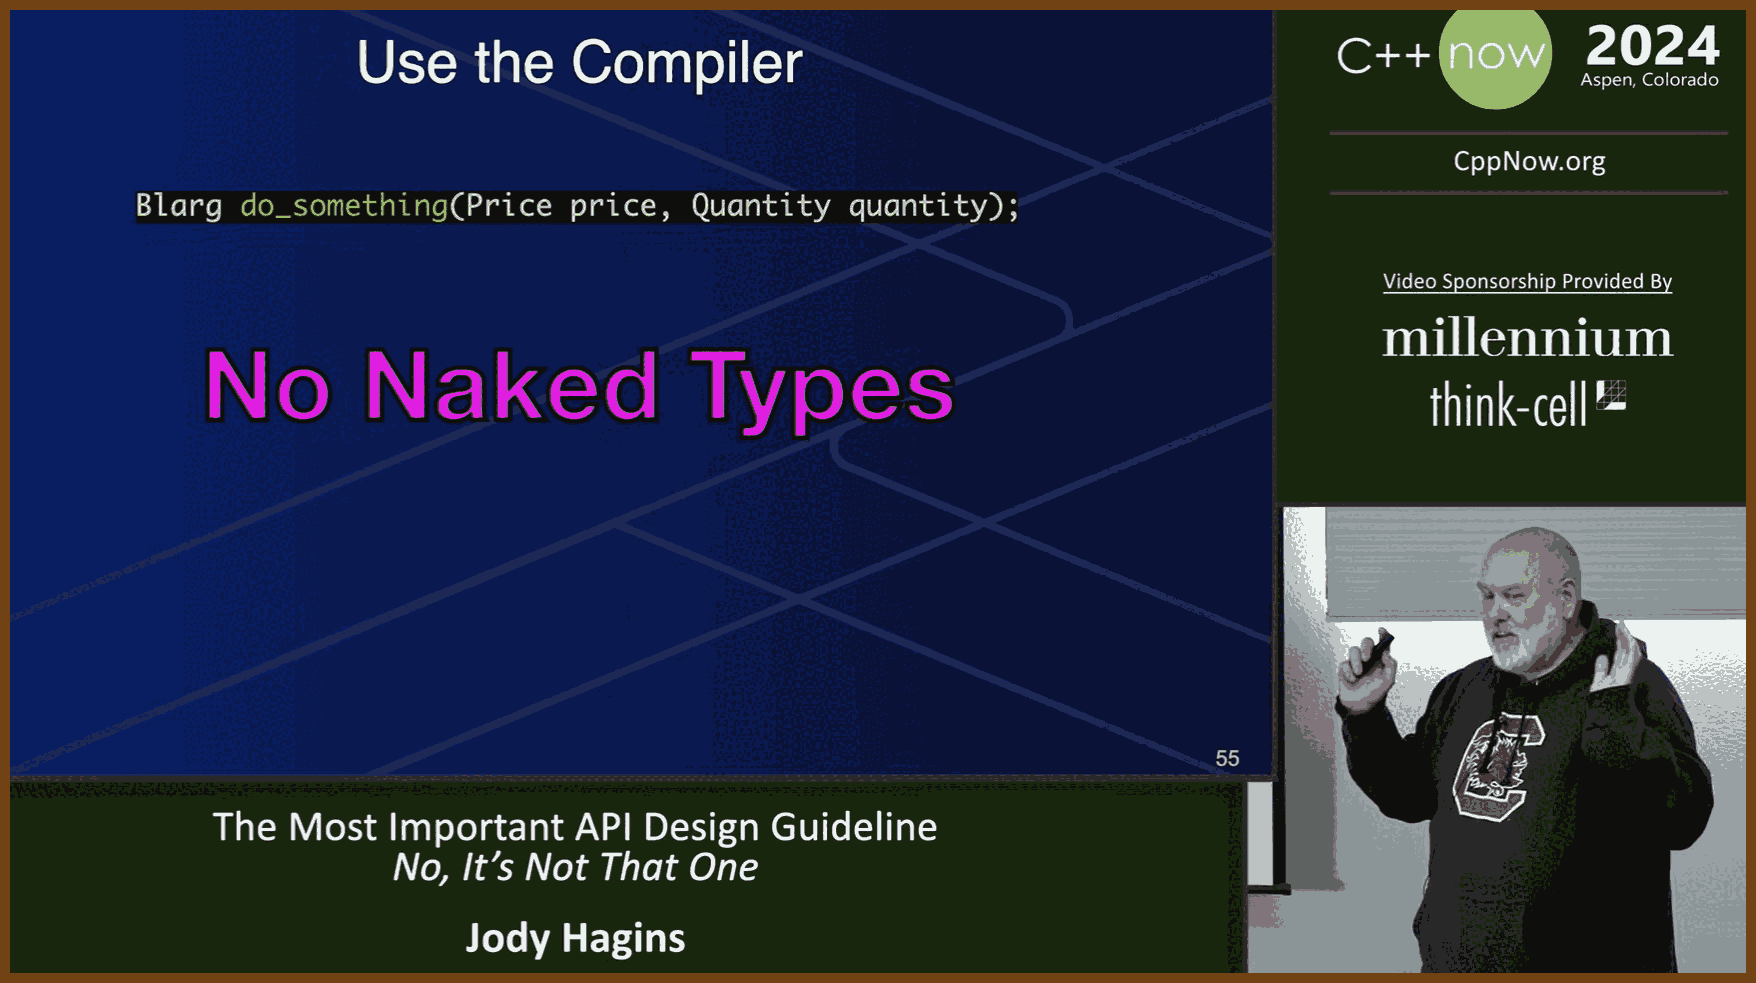 Use the Compiler
Blarg do_something(Price price, Quantity quantity);
No Naked Types
55
The Most Important API Design Guideline
No, It's Not That One
Jody Hagins
C++ now 2024
Aspen, Colorado
CppNow.org
Video Sponsorship Provided By
millennium
think-cell
C